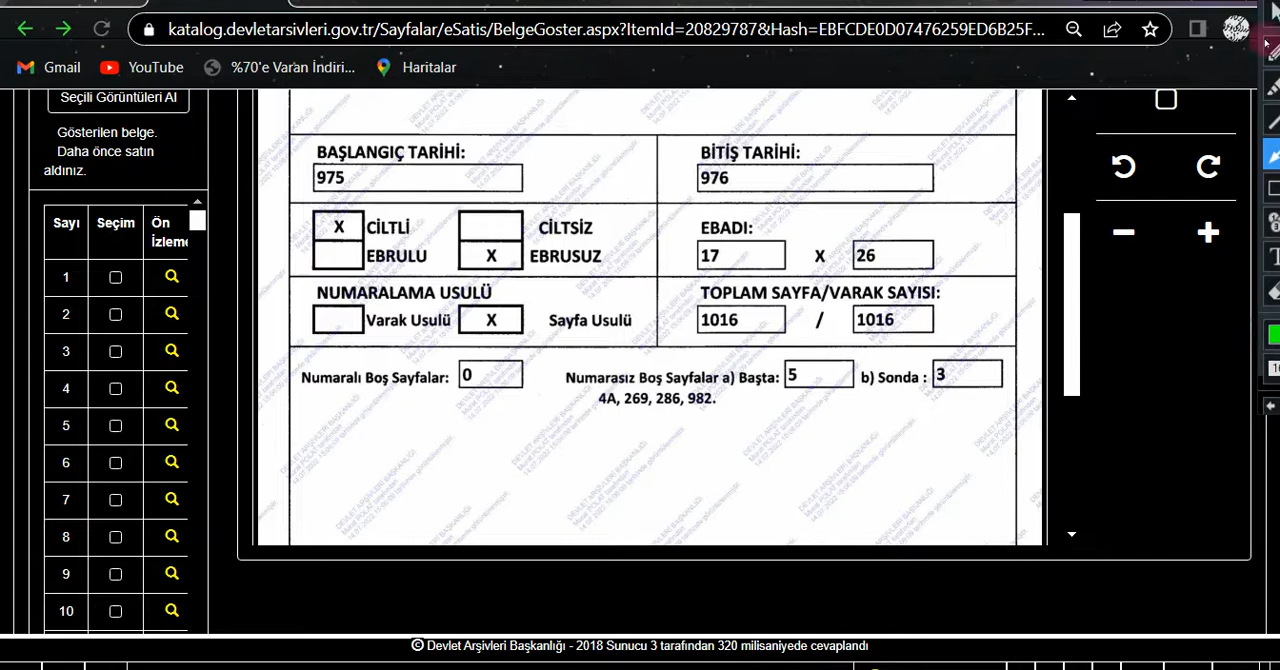 katalog.devletarsivleri.gov.tr/Sayfalar/eSatis/BelgeGoster.aspx?ItemId=20829787&Hash=EBFCDE0D07476259ED6B25F...
Gmail YouTube %70'e Varan İndiri... Haritalar
Seçili Görüntüleri Al
Gösterilen belge.
Daha önce satın
aldınız.
Sayı Seçim Ön
İzleme
1
2
3
4
5
6
7
8
9
10
BAŞLANGIÇ TARİHİ: BİTİŞ TARİHİ:
975 976
X CİLTLİ CİLTSİZ EBADI:
EBRULU X EBRUSUZ 17 X 26
NUMARALAMA USULÜ TOPLAM SAYFA/VARAK SAYISI:
Varak Usulü X Sayfa Usulü 1016 / 1016
Numaralı Boş Sayfalar: 0 Numarasız Boş Sayfalar a) Başta: 5 b) Sonda : 3
4A, 269, 286, 982.
© Devlet Arşivleri Başkanlığı - 2018 Sunucu 3 tarafından 320 milisaniyede cevaplandı